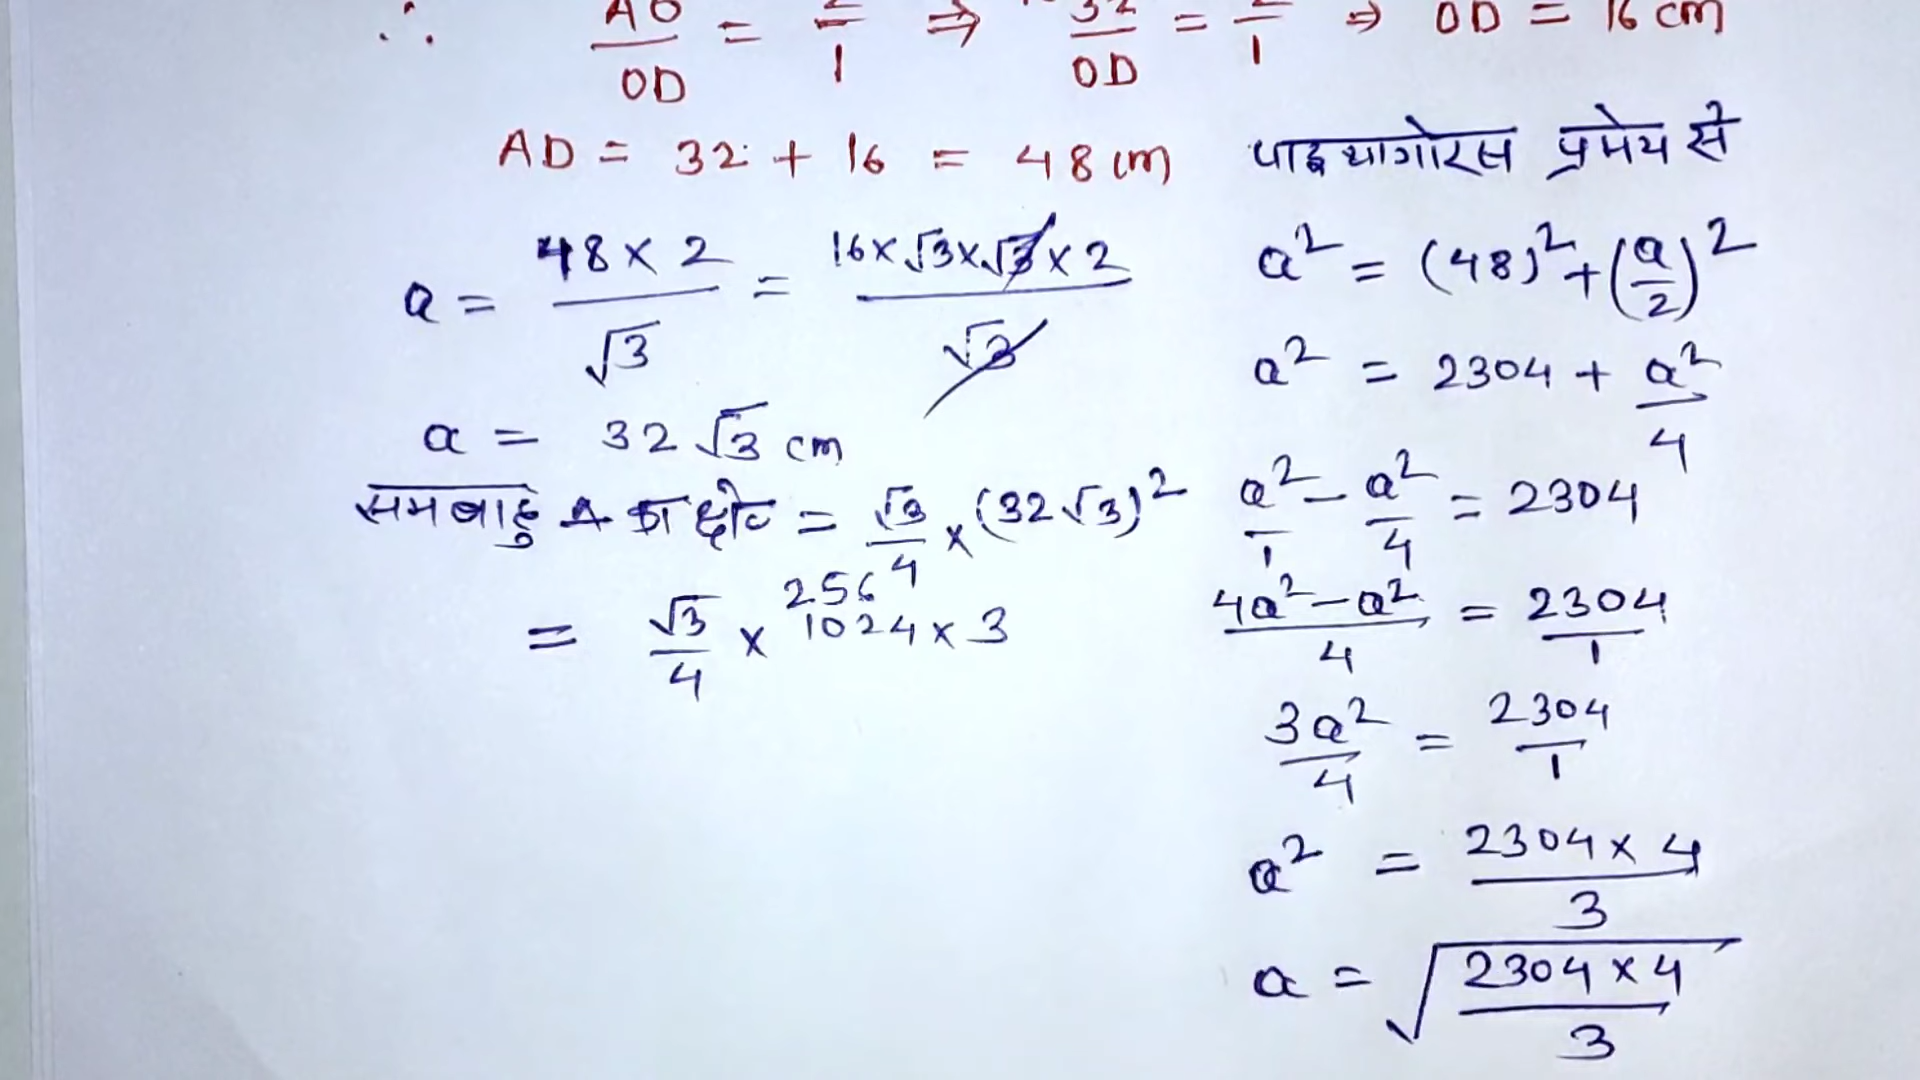 ∴ AO/OD = 2/1 ⇒ 32/OD = 2/1 ⇒ OD = 16 cm
AD = 32 + 16 = 48 cm
a = 48 × 2/√3 = 16 × √3 × √3 × 2/√3
a = 32√3 cm
समबाहु Δ का क्षे० = √3/4 × (32√3)²
256
= √3/4 × 1024 × 3
पाइथागोरस प्रमेय से
a² = (48)² + (a/2)²
a² = 2304 + a²/4
a²/1 - a²/4 = 2304
4a² - a²/4 = 2304/1
3a²/4 = 2304/1
a² = 2304 × 4/3
a = √(2304 × 4/3)